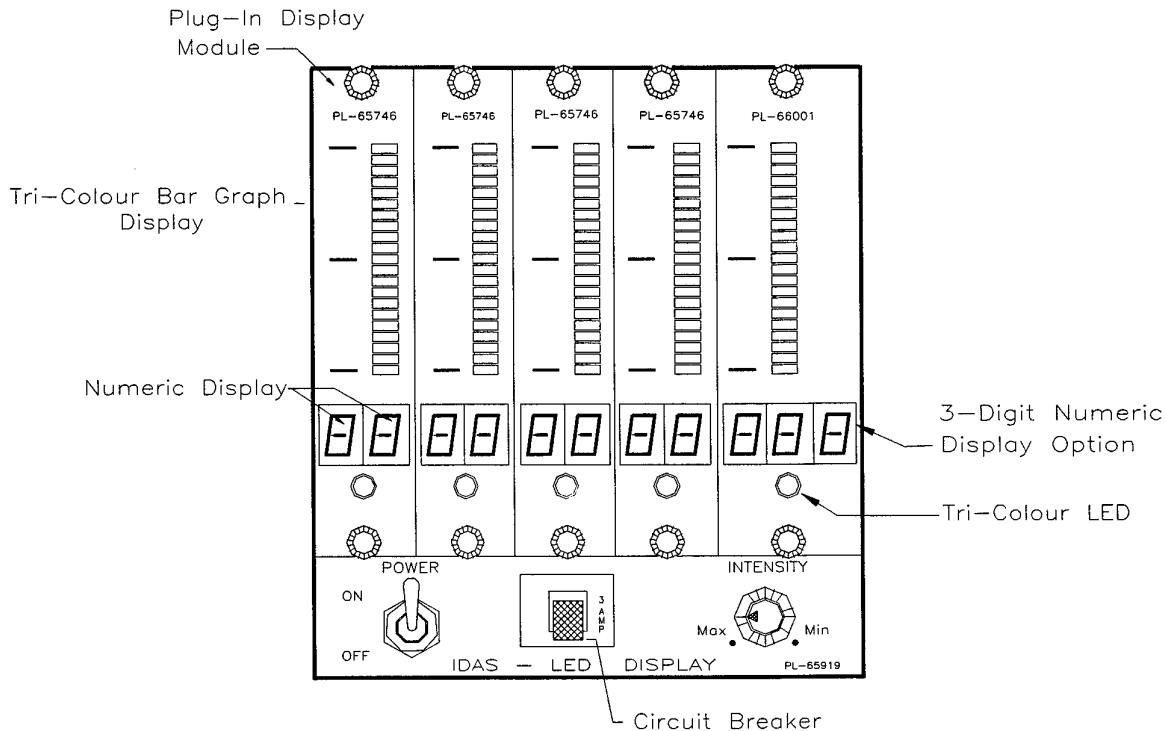 Plug-In Display
Module
PL-65746 PL-65746 PL-65746 PL-65746 PL-66001
Tri-Colour Bar Graph
Display
Numeric Display
3-Digit Numeric
Display Option
Tri-Colour LED
POWER
ON
OFF
3 AMP
INTENSITY
Max
Min
IDAS - LED DISPLAY
PL-65919
Circuit Breaker